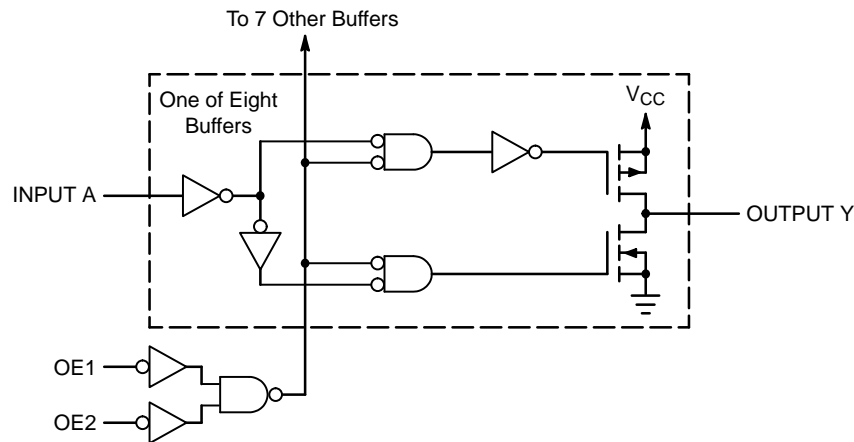 To 7 Other Buffers
One of Eight
Buffers
VCC
INPUT A
OUTPUT Y
OE1
OE2